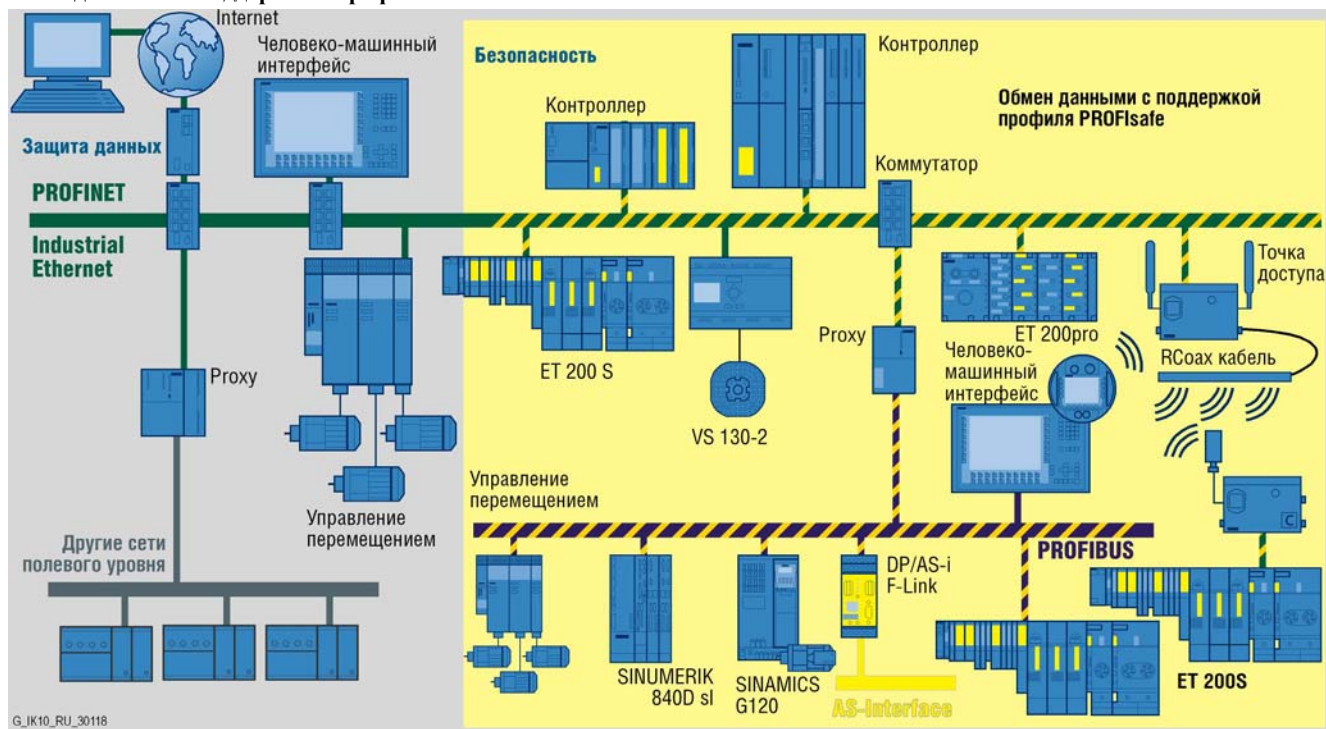 Internet
Человеко-машинный
интерфейс
Защита данных
PROFINET
Industrial
Ethernet
Proxy
Управление
перемещением
Другие сети
полевого уровня
G_IK10_RU_30118
Безопасность
Контроллер
Контроллер
Обмен данными с поддержкой
профиля PROFIsafe
Коммутатор
ET 200 S
VS 130-2
Proxy
ET 200pro
Точка
доступа
RCoax кабель
Человеко-
машинный
интерфейс
Управление
перемещением
PROFIBUS
SINUMERIK
840D sl
SINAMICS
G120
DP/AS-i
F-Link
AS-Interface
ET 200S
C